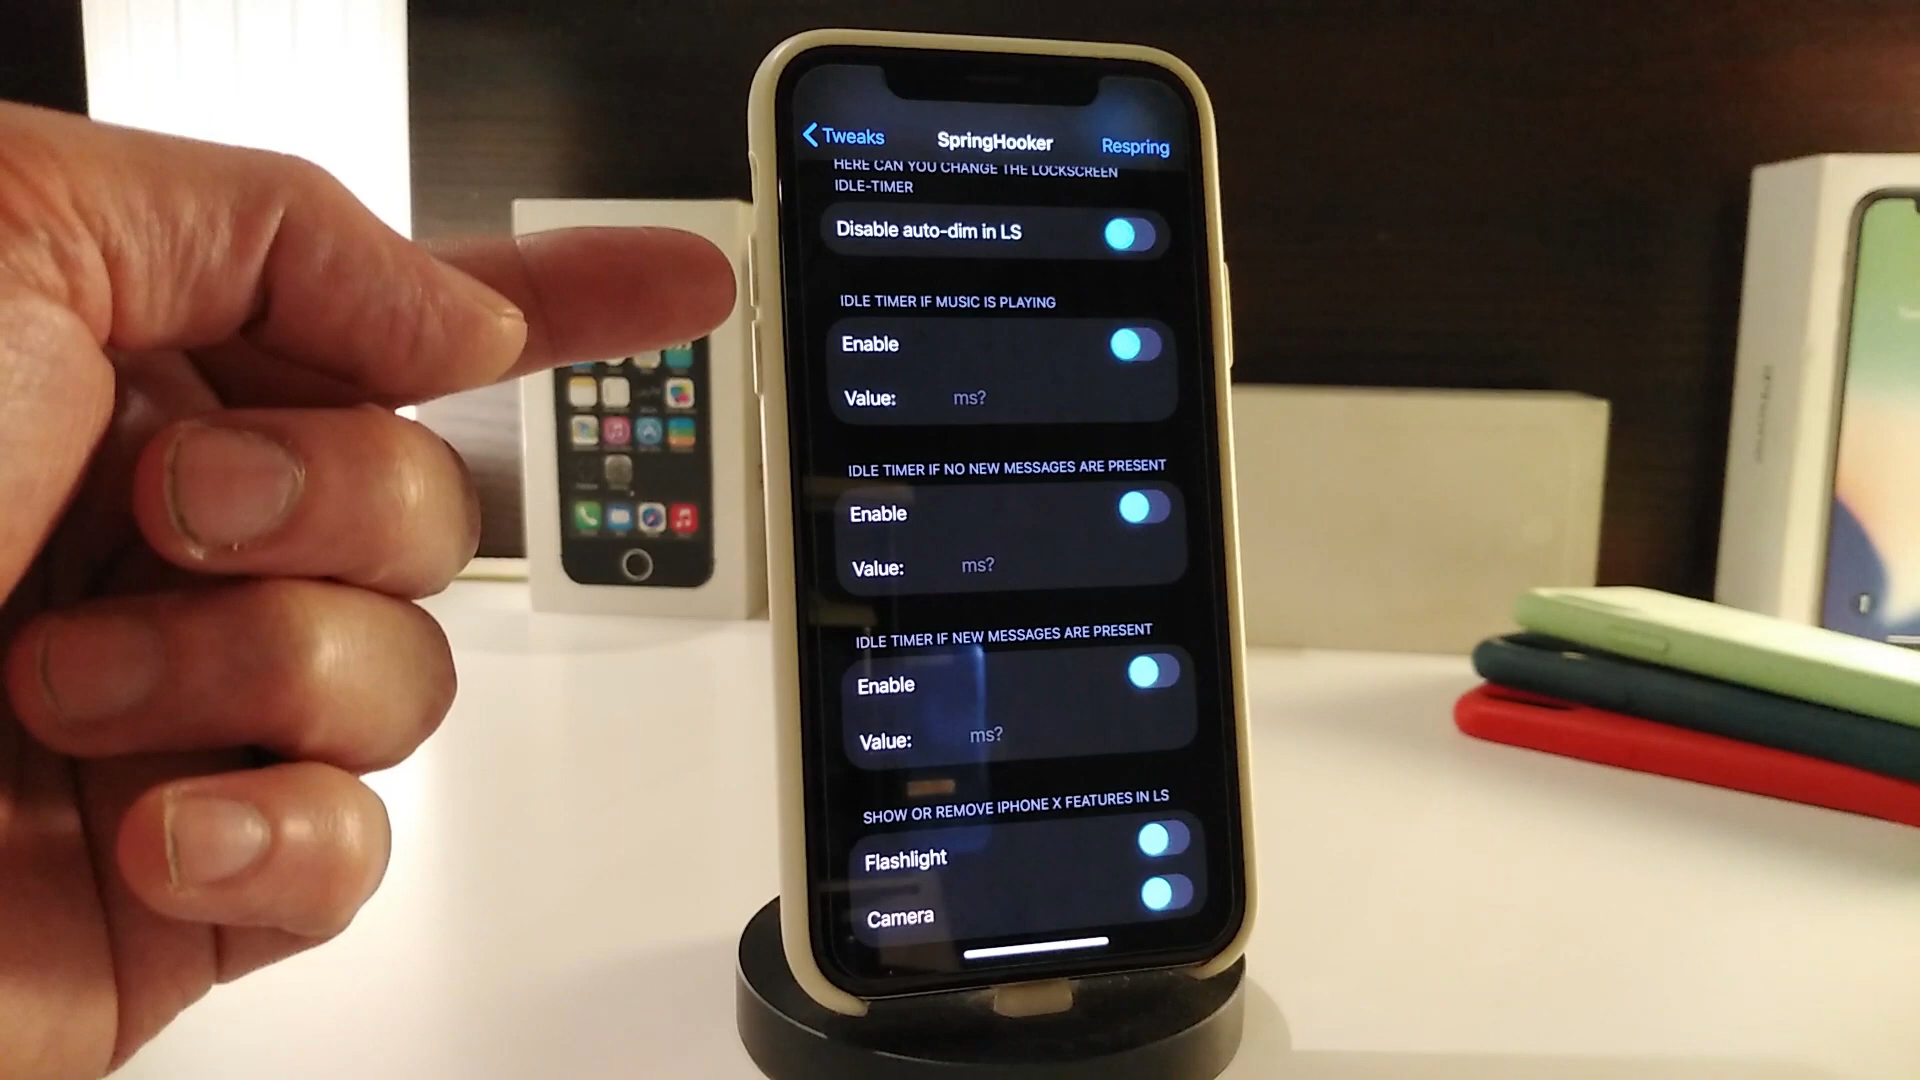 Tweaks SpringHooker Respring
HERE CAN YOU CHANGE THE LOCKSCREEN
IDLE-TIMER
Disable auto-dim in LS
IDLE TIMER IF MUSIC IS PLAYING
Enable
Value: ms?
IDLE TIMER IF NO NEW MESSAGES ARE PRESENT
Enable
Value: ms?
IDLE TIMER IF NEW MESSAGES ARE PRESENT
Enable
Value: ms?
SHOW OR REMOVE IPHONE X FEATURES IN LS
Flashlight
Camera